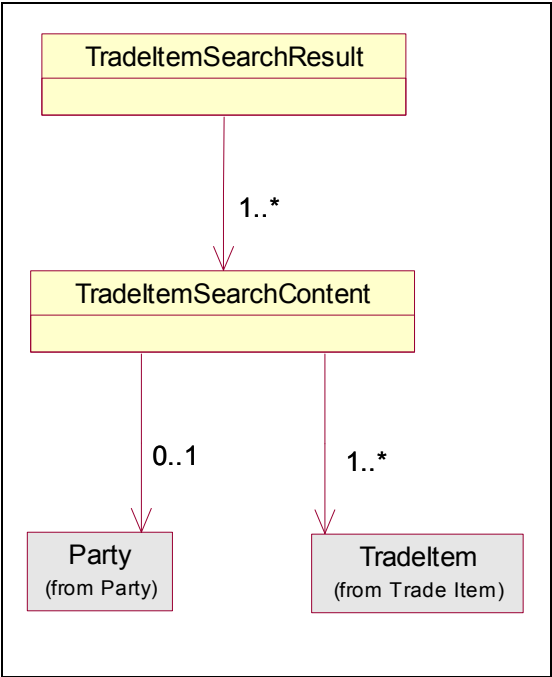 TradeItemSearchResult
1..*
TradeItemSearchContent
0..1
1..*
Party
(from Party)
TradeItem
(from Trade Item)